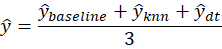 ŷ = (ŷ_baseline + ŷ_knn + ŷ_dt) / 3